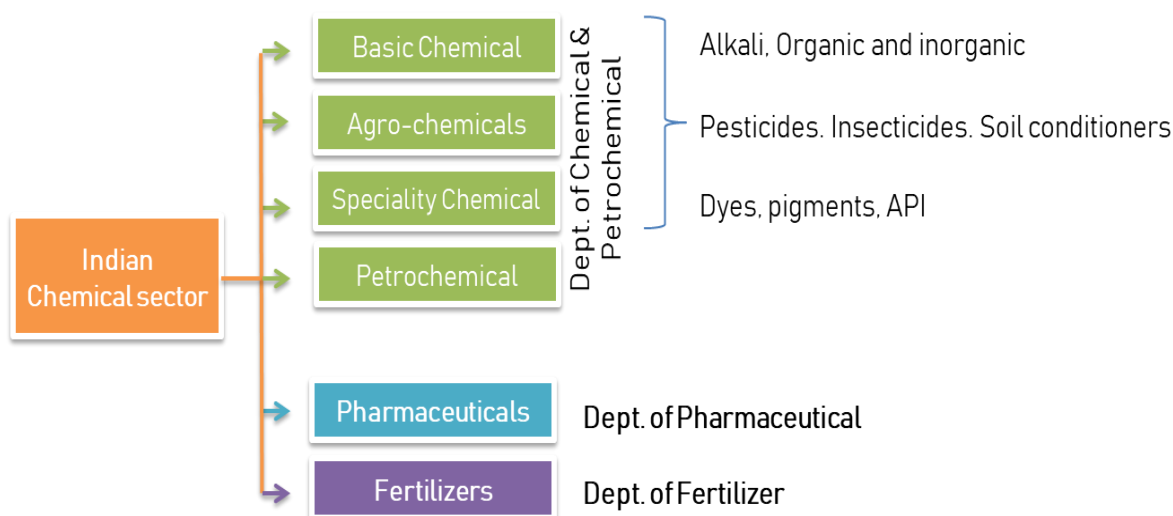 Indian
Chemical sector
Basic Chemical
Agro-chemicals
Speciality Chemical
Petrochemical
Dept. of Chemical &
Petrochemical
Alkali, Organic and inorganic
Pesticides. Insecticides. Soil conditioners
Dyes, pigments, API
Pharmaceuticals
Dept. of Pharmaceutical
Fertilizers
Dept. of Fertilizer